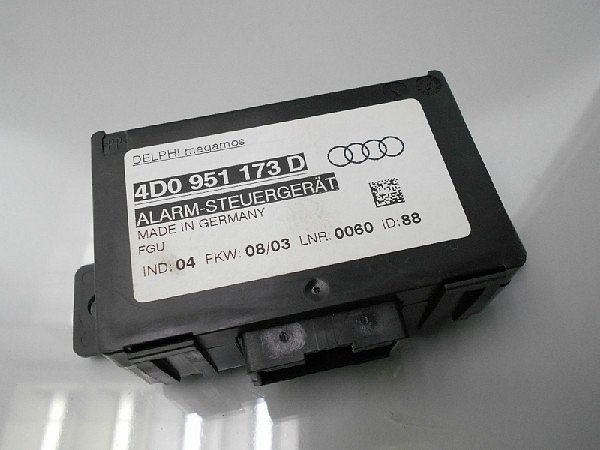 DELPHI megamos
4D0 951 173 D
ALARM-STEUERGERÄT
MADE IN GERMANY
FGU
IND: 04 FKW: 08/03 LNR: 0060 iD: 88